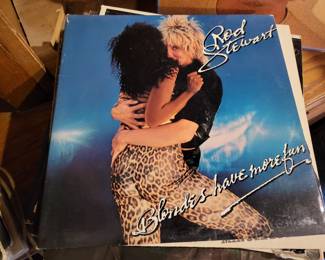 Rod
Stewart
Blondes have more fun